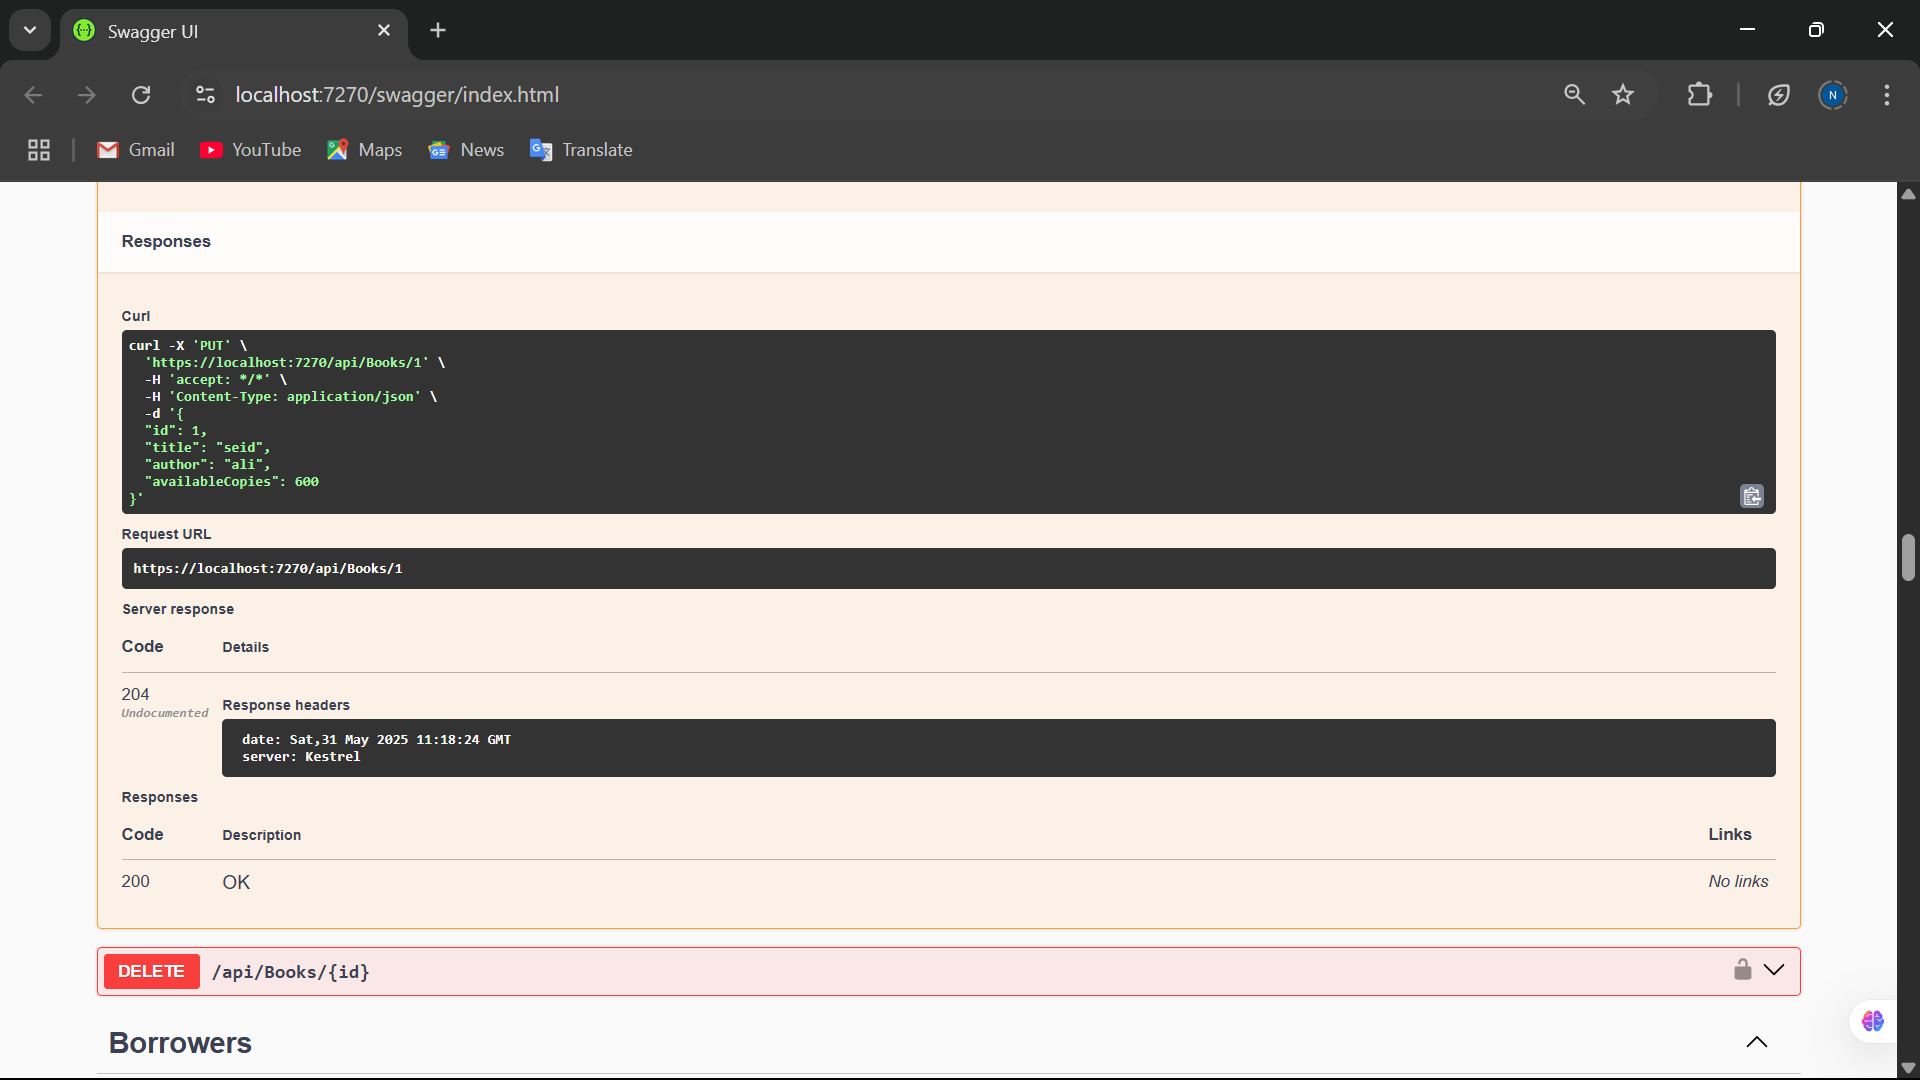 Swagger UI
localhost:7270/swagger/index.html
N
Gmail
YouTube
Maps
News
Translate
Responses
Curl
curl -X 'PUT' \
'https://localhost:7270/api/Books/1' \
-H 'accept: */*' \
-H 'Content-Type: application/json' \
-d '{
"id": 1,
"title": "seid",
"author": "ali",
"availableCopies": 600
}'
Request URL
https://localhost:7270/api/Books/1
Server response
Code Details
204
Undocumented
Response headers
date: Sat,31 May 2025 11:18:24 GMT
server: Kestrel
Responses
Code Description Links
200 OK No links
DELETE /api/Books/{id}
Borrowers